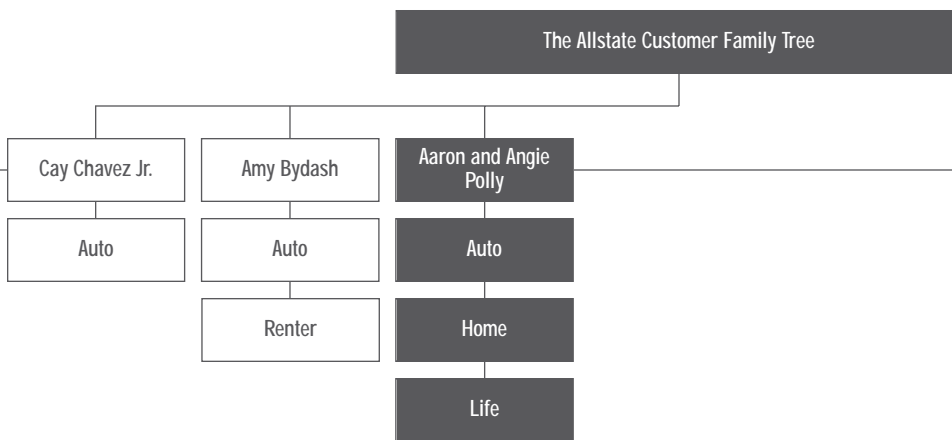 The Allstate Customer Family Tree
Cay Chavez Jr.
Amy Bydash
Aaron and Angie
Polly
Auto
Auto
Auto
Renter
Home
Life